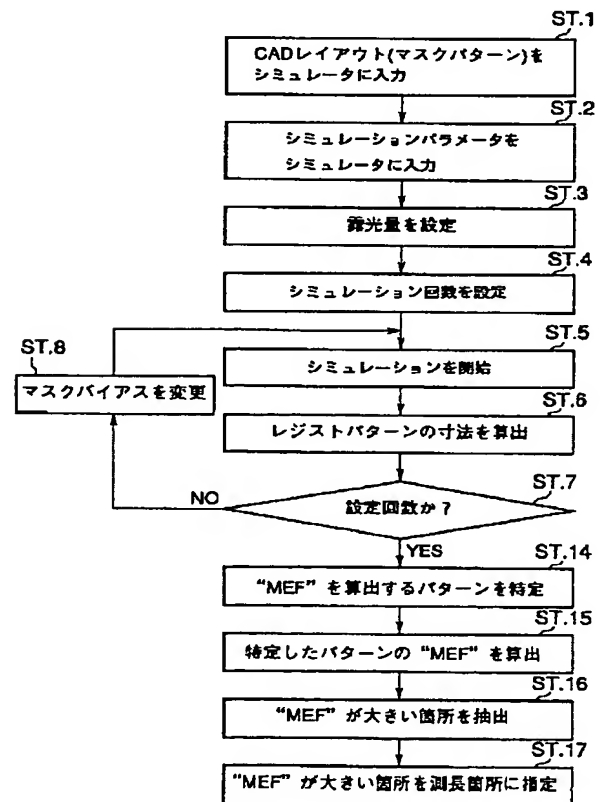 ST.1
CADレイアウト(マスクパターン)を
シミュレータに入力
ST.2
シミュレーションパラメータを
シミュレータに入力
ST.3
露光量を設定
ST.4
シミュレーション回数を設定
ST.5
シミュレーションを開始
ST.8
マスクバイアスを変更
ST.6
レジストパターンの寸法を算出
ST.7
設定回数か？
NO
YES
ST.14
“MEF” を算出するパターンを特定
ST.15
特定したパターンの “MEF” を算出
ST.16
“MEF” が大きい箇所を抽出
ST.17
“MEF” が大きい箇所を測長箇所に指定